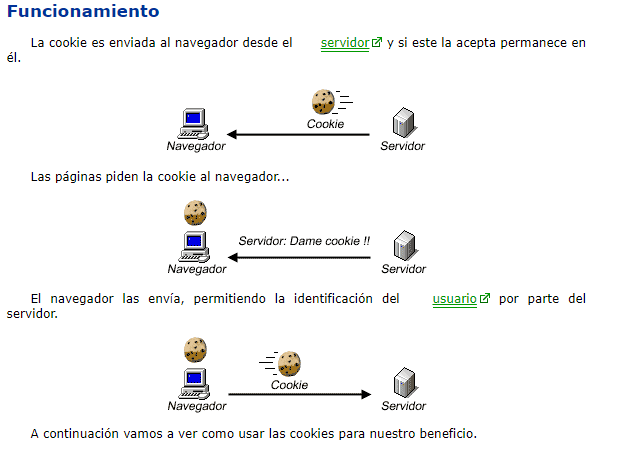 Funcionamiento
La cookie es enviada al navegador desde el servidor y si este la acepta permanece en
él.
Cookie
Navegador Servidor
Las páginas piden la cookie al navegador...
Servidor: Dame cookie !!
Navegador Servidor
El navegador las envía, permitiendo la identificación del usuario por parte del
servidor.
Cookie
Navegador Servidor
A continuación vamos a ver como usar las cookies para nuestro beneficio.